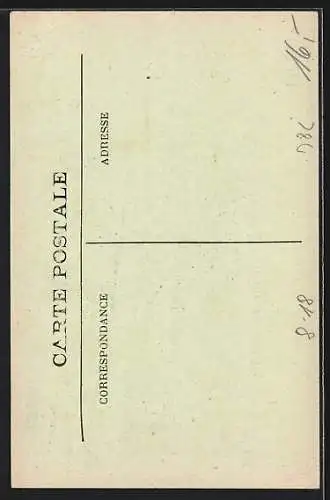 CARTE POSTALE
CORRESPONDANCE
ADRESSE
16,-
8-18